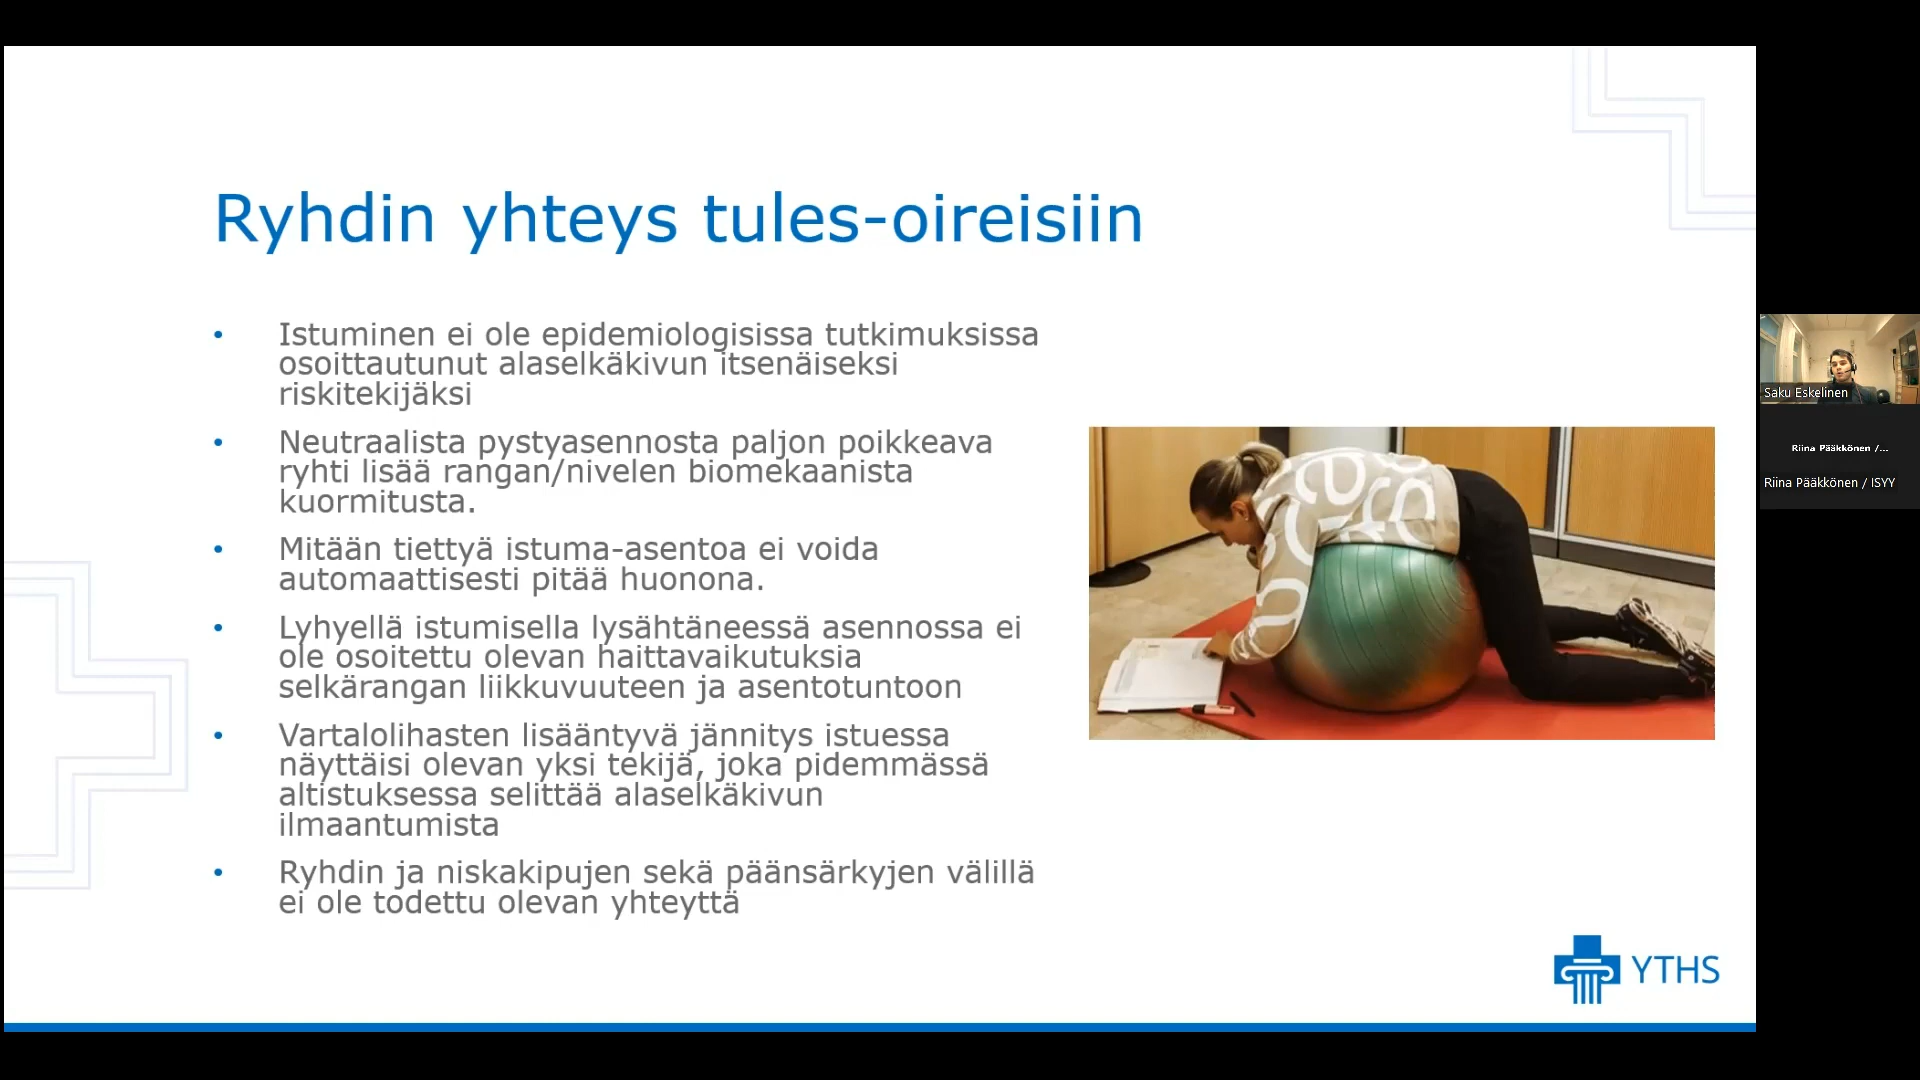 Ryhdin yhteys tules-oireisiin
• Istuminen ei ole epidemiologisissa tutkimuksissa
osoittautunut alaselkäkivun itsenäiseksi
riskitekijäksi
• Neutraalista pystyasennosta paljon poikkeava
ryhti lisää rangan/nivelen biomekaanista
kuormitusta.
• Mitään tiettyä istuma-asentoa ei voida
automaattisesti pitää huonona.
• Lyhyellä istumisella lysähtäneessä asennossa ei
ole osoitettu olevan haittavaikutuksia
selkärangan liikkuvuuteen ja asentotuntoon
• Vartalolihasten lisääntyvä jännitys istuessa
näyttäisi olevan yksi tekijä, joka pidemmässä
altistuksessa selittää alaselkäkivun
ilmaantumista
• Ryhdin ja niskakipujen sekä päänsärkyjen välillä
ei ole todettu olevan yhteyttä
YTHS
Saku Eskelinen
Riina Pääkkönen /...
Riina Pääkkönen / ISYY